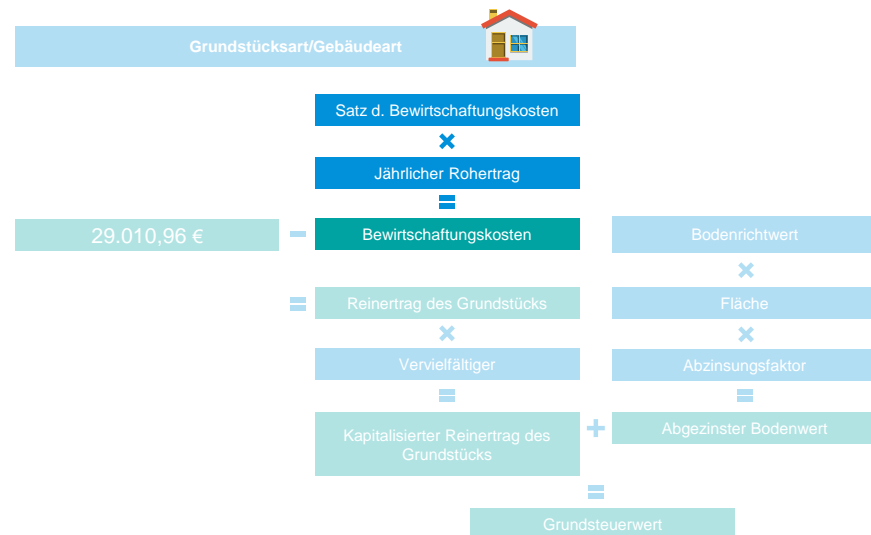 Grundstücksart/Gebäudeart
Satz d. Bewirtschaftungskosten
×
Jährlicher Rohertrag
=
29.010,96 € − Bewirtschaftungskosten
Bodenrichtwert
×
= Reinertrag des Grundstücks
Fläche
× ×
Vervielfältiger
Abzinsungsfaktor
= =
Kapitalisierter Reinertrag des
Grundstücks
+
Abgezinster Bodenwert
=
Grundsteuerwert